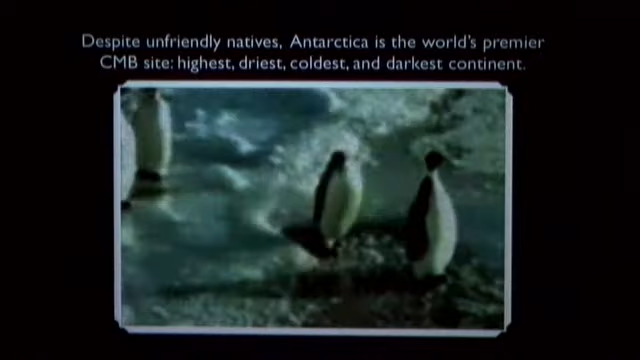 Despite unfriendly natives, Antarctica is the world's premier
CMB site: highest, driest, coldest, and darkest continent.